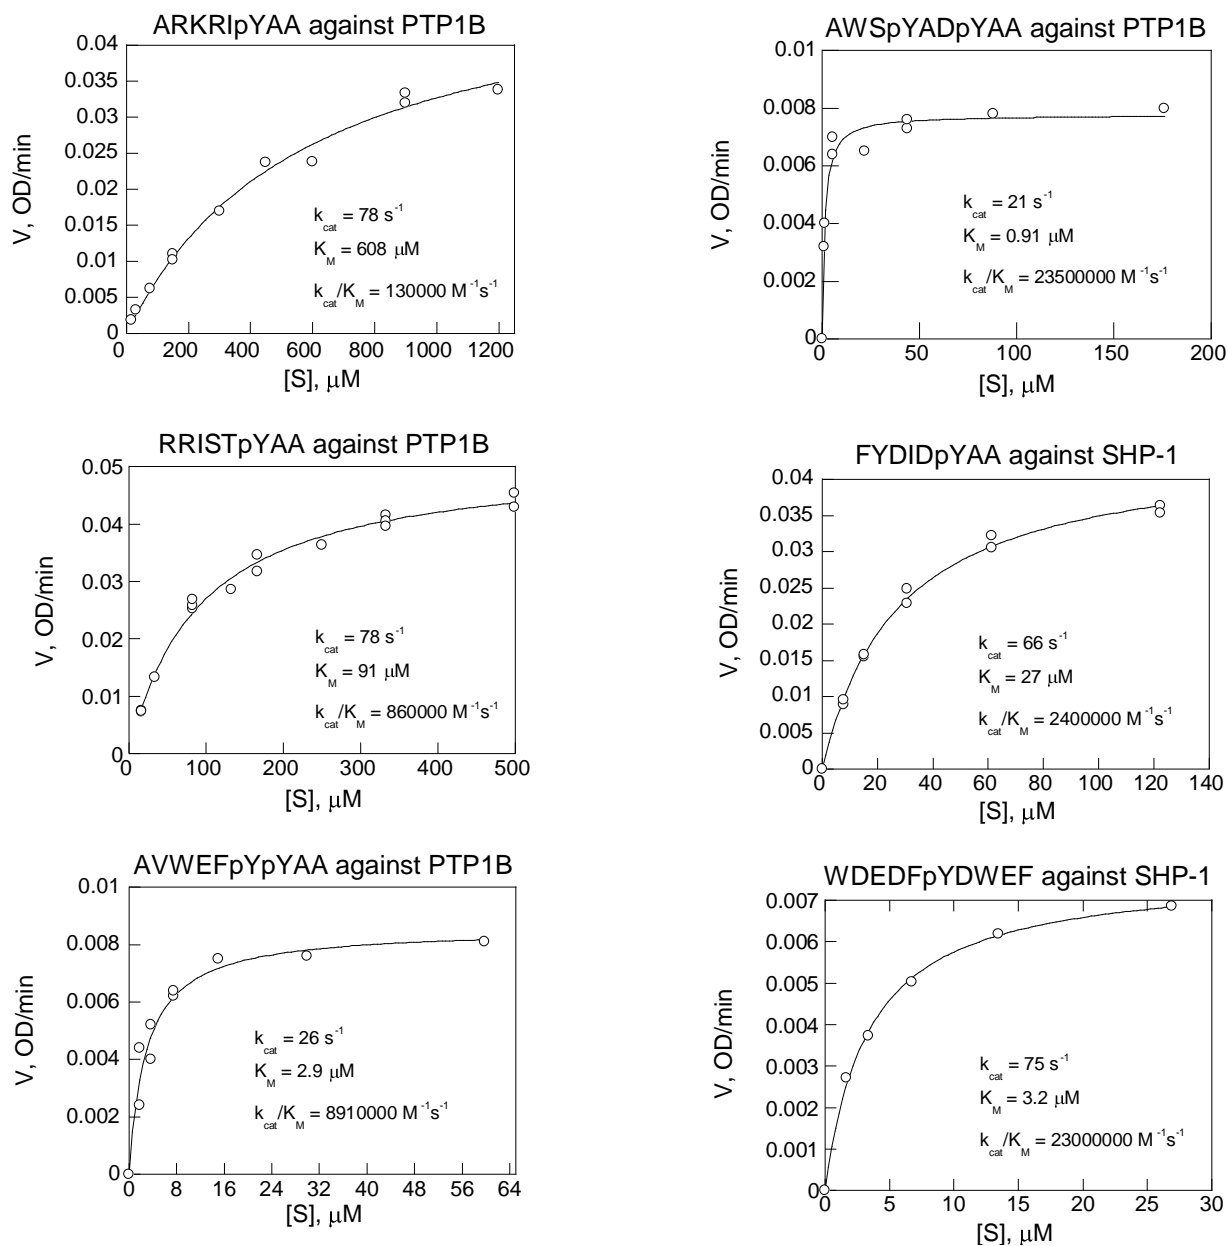 ARKRIpYAA against PTP1B
0.04
0.035
0.03
0.025
0.02
0.015
0.01
0.005
0
V, OD/min
k_cat = 78 s^-1
K_M = 608 μM
k_cat/K_M = 130000 M^-1s^-1
0 200 400 600 800 1000 1200
[S], μM
AWSpYADpYAA against PTP1B
0.01
0.008
0.006
0.004
0.002
0
V, OD/min
k_cat = 21 s^-1
K_M = 0.91 μM
k_cat/K_M = 23500000 M^-1s^-1
0 50 100 150 200
[S], μM
RRISTpYAA against PTP1B
0.05
0.04
0.03
0.02
0.01
0
V, OD/min
k_cat = 78 s^-1
K_M = 91 μM
k_cat/K_M = 860000 M^-1s^-1
0 100 200 300 400 500
[S], μM
FYDIDpYAA against SHP-1
0.04
0.035
0.03
0.025
0.02
0.015
0.01
0.005
0
V, OD/min
k_cat = 66 s^-1
K_M = 27 μM
k_cat/K_M = 2400000 M^-1s^-1
0 20 40 60 80 100 120 140
[S], μM
AVWEFpYpYAA against PTP1B
0.01
0.008
0.006
0.004
0.002
0
V, OD/min
k_cat = 26 s^-1
K_M = 2.9 μM
k_cat/K_M = 8910000 M^-1s^-1
0 8 16 24 32 40 48 56 64
[S], μM
WDEDFpYDWEF against SHP-1
0.007
0.006
0.005
0.004
0.003
0.002
0.001
0
V, OD/min
k_cat = 75 s^-1
K_M = 3.2 μM
k_cat/K_M = 23000000 M^-1s^-1
0 5 10 15 20 25 30
[S], μM